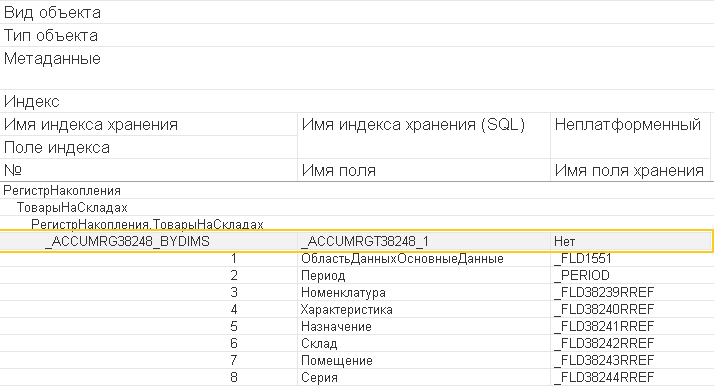 Вид объекта
Тип объекта
Метаданные
Индекс
Имя индекса хранения Имя индекса хранения (SQL) Неплатформенный
Поле индекса
№ Имя поля Имя поля хранения
РегистрНакопления
ТоварыНаСкладах
РегистрНакопления.ТоварыНаСкладах
_ACCUMRG38248_BYDIMS _ACCUMRGT38248_1 Нет
1 ОбластьДанныхОсновныеДанные _FLD1551
2 Период _PERIOD
3 Номенклатура _FLD38239RREF
4 Характеристика _FLD38240RREF
5 Назначение _FLD38241RREF
6 Склад _FLD38242RREF
7 Помещение _FLD38243RREF
8 Серия _FLD38244RREF